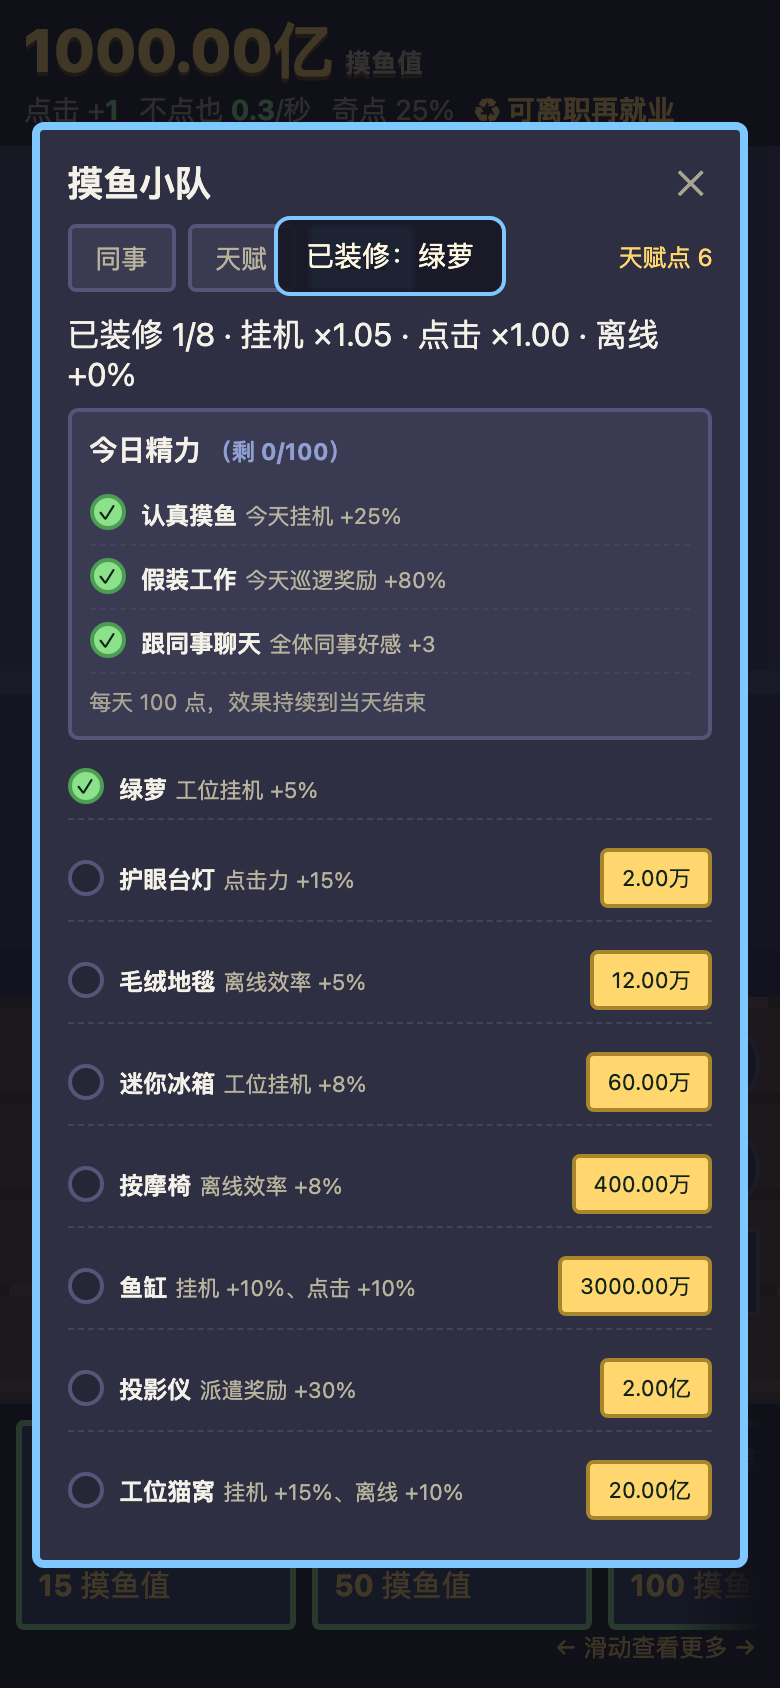 1000.00亿 摸鱼值
点击 +1 不点也 0.3/秒 奇点 25% ♻ 可离职再就业
摸鱼小队 ×
同事 天赋 已装修：绿萝 天赋点 6
已装修 1/8 · 挂机 ×1.05 · 点击 ×1.00 · 离线
+0%
今日精力 （剩 0/100）
认真摸鱼 今天挂机 +25%
假装工作 今天巡逻奖励 +80%
跟同事聊天 全体同事好感 +3
每天 100 点，效果持续到当天结束
绿萝 工位挂机 +5%
护眼台灯 点击力 +15% 2.00万
毛绒地毯 离线效率 +5% 12.00万
迷你冰箱 工位挂机 +8% 60.00万
按摩椅 离线效率 +8% 400.00万
鱼缸 挂机 +10%、点击 +10% 3000.00万
投影仪 派遣奖励 +30% 2.00亿
工位猫窝 挂机 +15%、离线 +10% 20.00亿
15 摸鱼值 50 摸鱼值 100 摸鱼
← 滑动查看更多 →